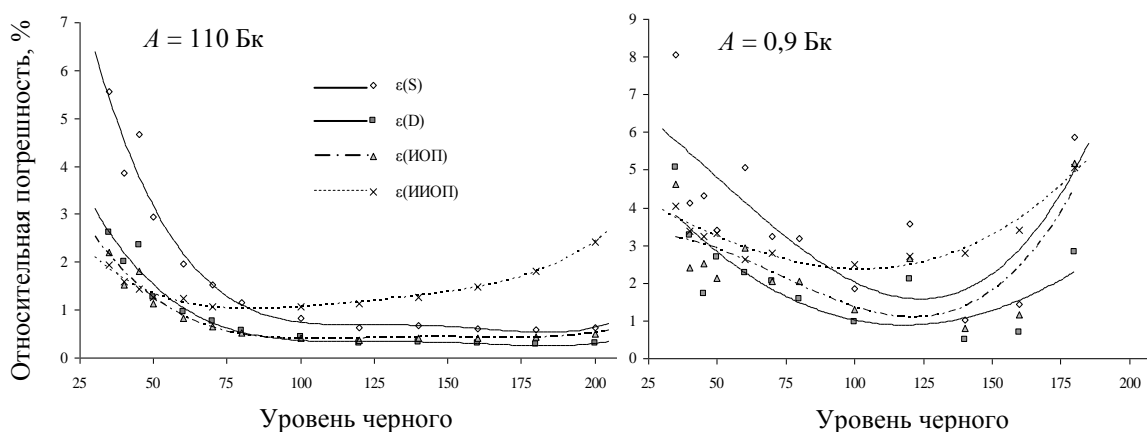 Относительная погрешность, %
7
6
5
4
3
2
1
0
A = 110 Бк
ε(S)
ε(D)
ε(ИОП)
ε(ИИОП)
25 50 75 100 125 150 175 200
Уровень черного
9
8
7
6
5
4
3
2
1
0
A = 0,9 Бк
25 50 75 100 125 150 175 200
Уровень черного